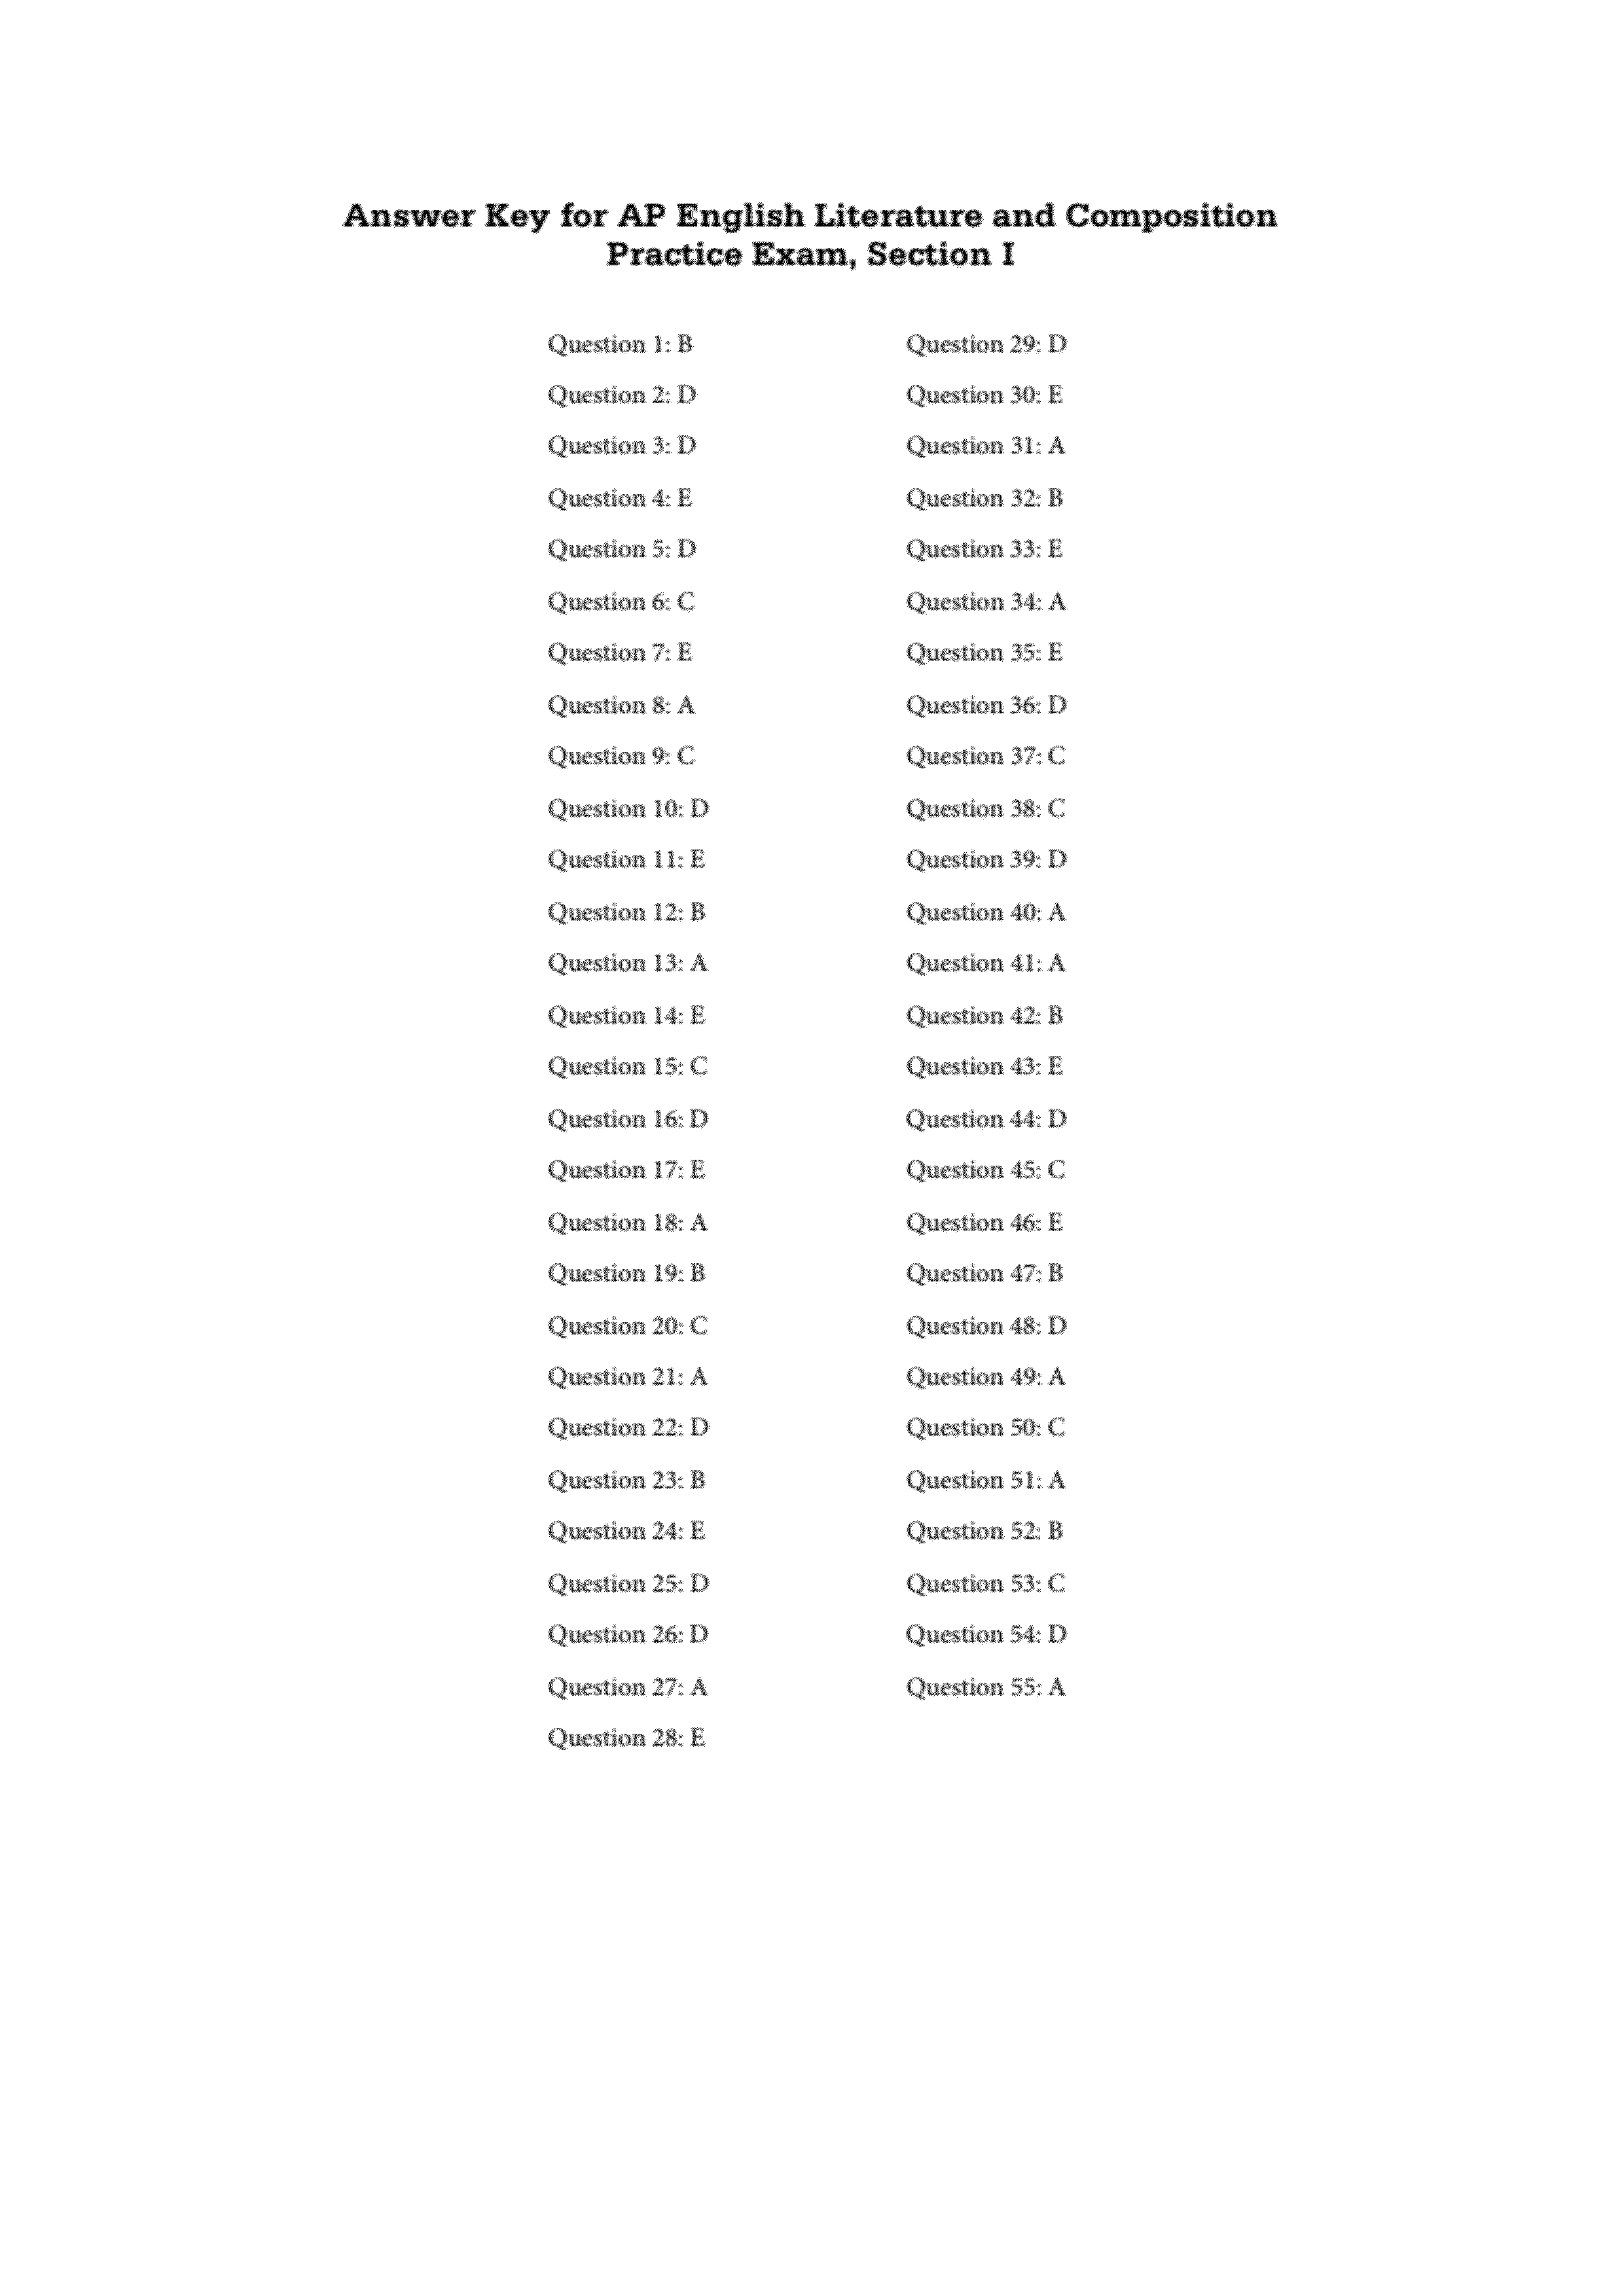 Answer Key for AP English Literature and Composition
Practice Exam, Section I
Question 1: B
Question 2: D
Question 3: D
Question 4: E
Question 5: D
Question 6: C
Question 7: E
Question 8: A
Question 9: C
Question 10: D
Question 11: E
Question 12: B
Question 13: A
Question 14: E
Question 15: C
Question 16: D
Question 17: E
Question 18: A
Question 19: B
Question 20: C
Question 21: A
Question 22: D
Question 23: B
Question 24: E
Question 25: D
Question 26: D
Question 27: A
Question 28: E
Question 29: D
Question 30: E
Question 31: A
Question 32: B
Question 33: E
Question 34: A
Question 35: E
Question 36: D
Question 37: C
Question 38: C
Question 39: D
Question 40: A
Question 41: A
Question 42: B
Question 43: E
Question 44: D
Question 45: C
Question 46: E
Question 47: B
Question 48: D
Question 49: A
Question 50: C
Question 51: A
Question 52: B
Question 53: C
Question 54: D
Question 55: A